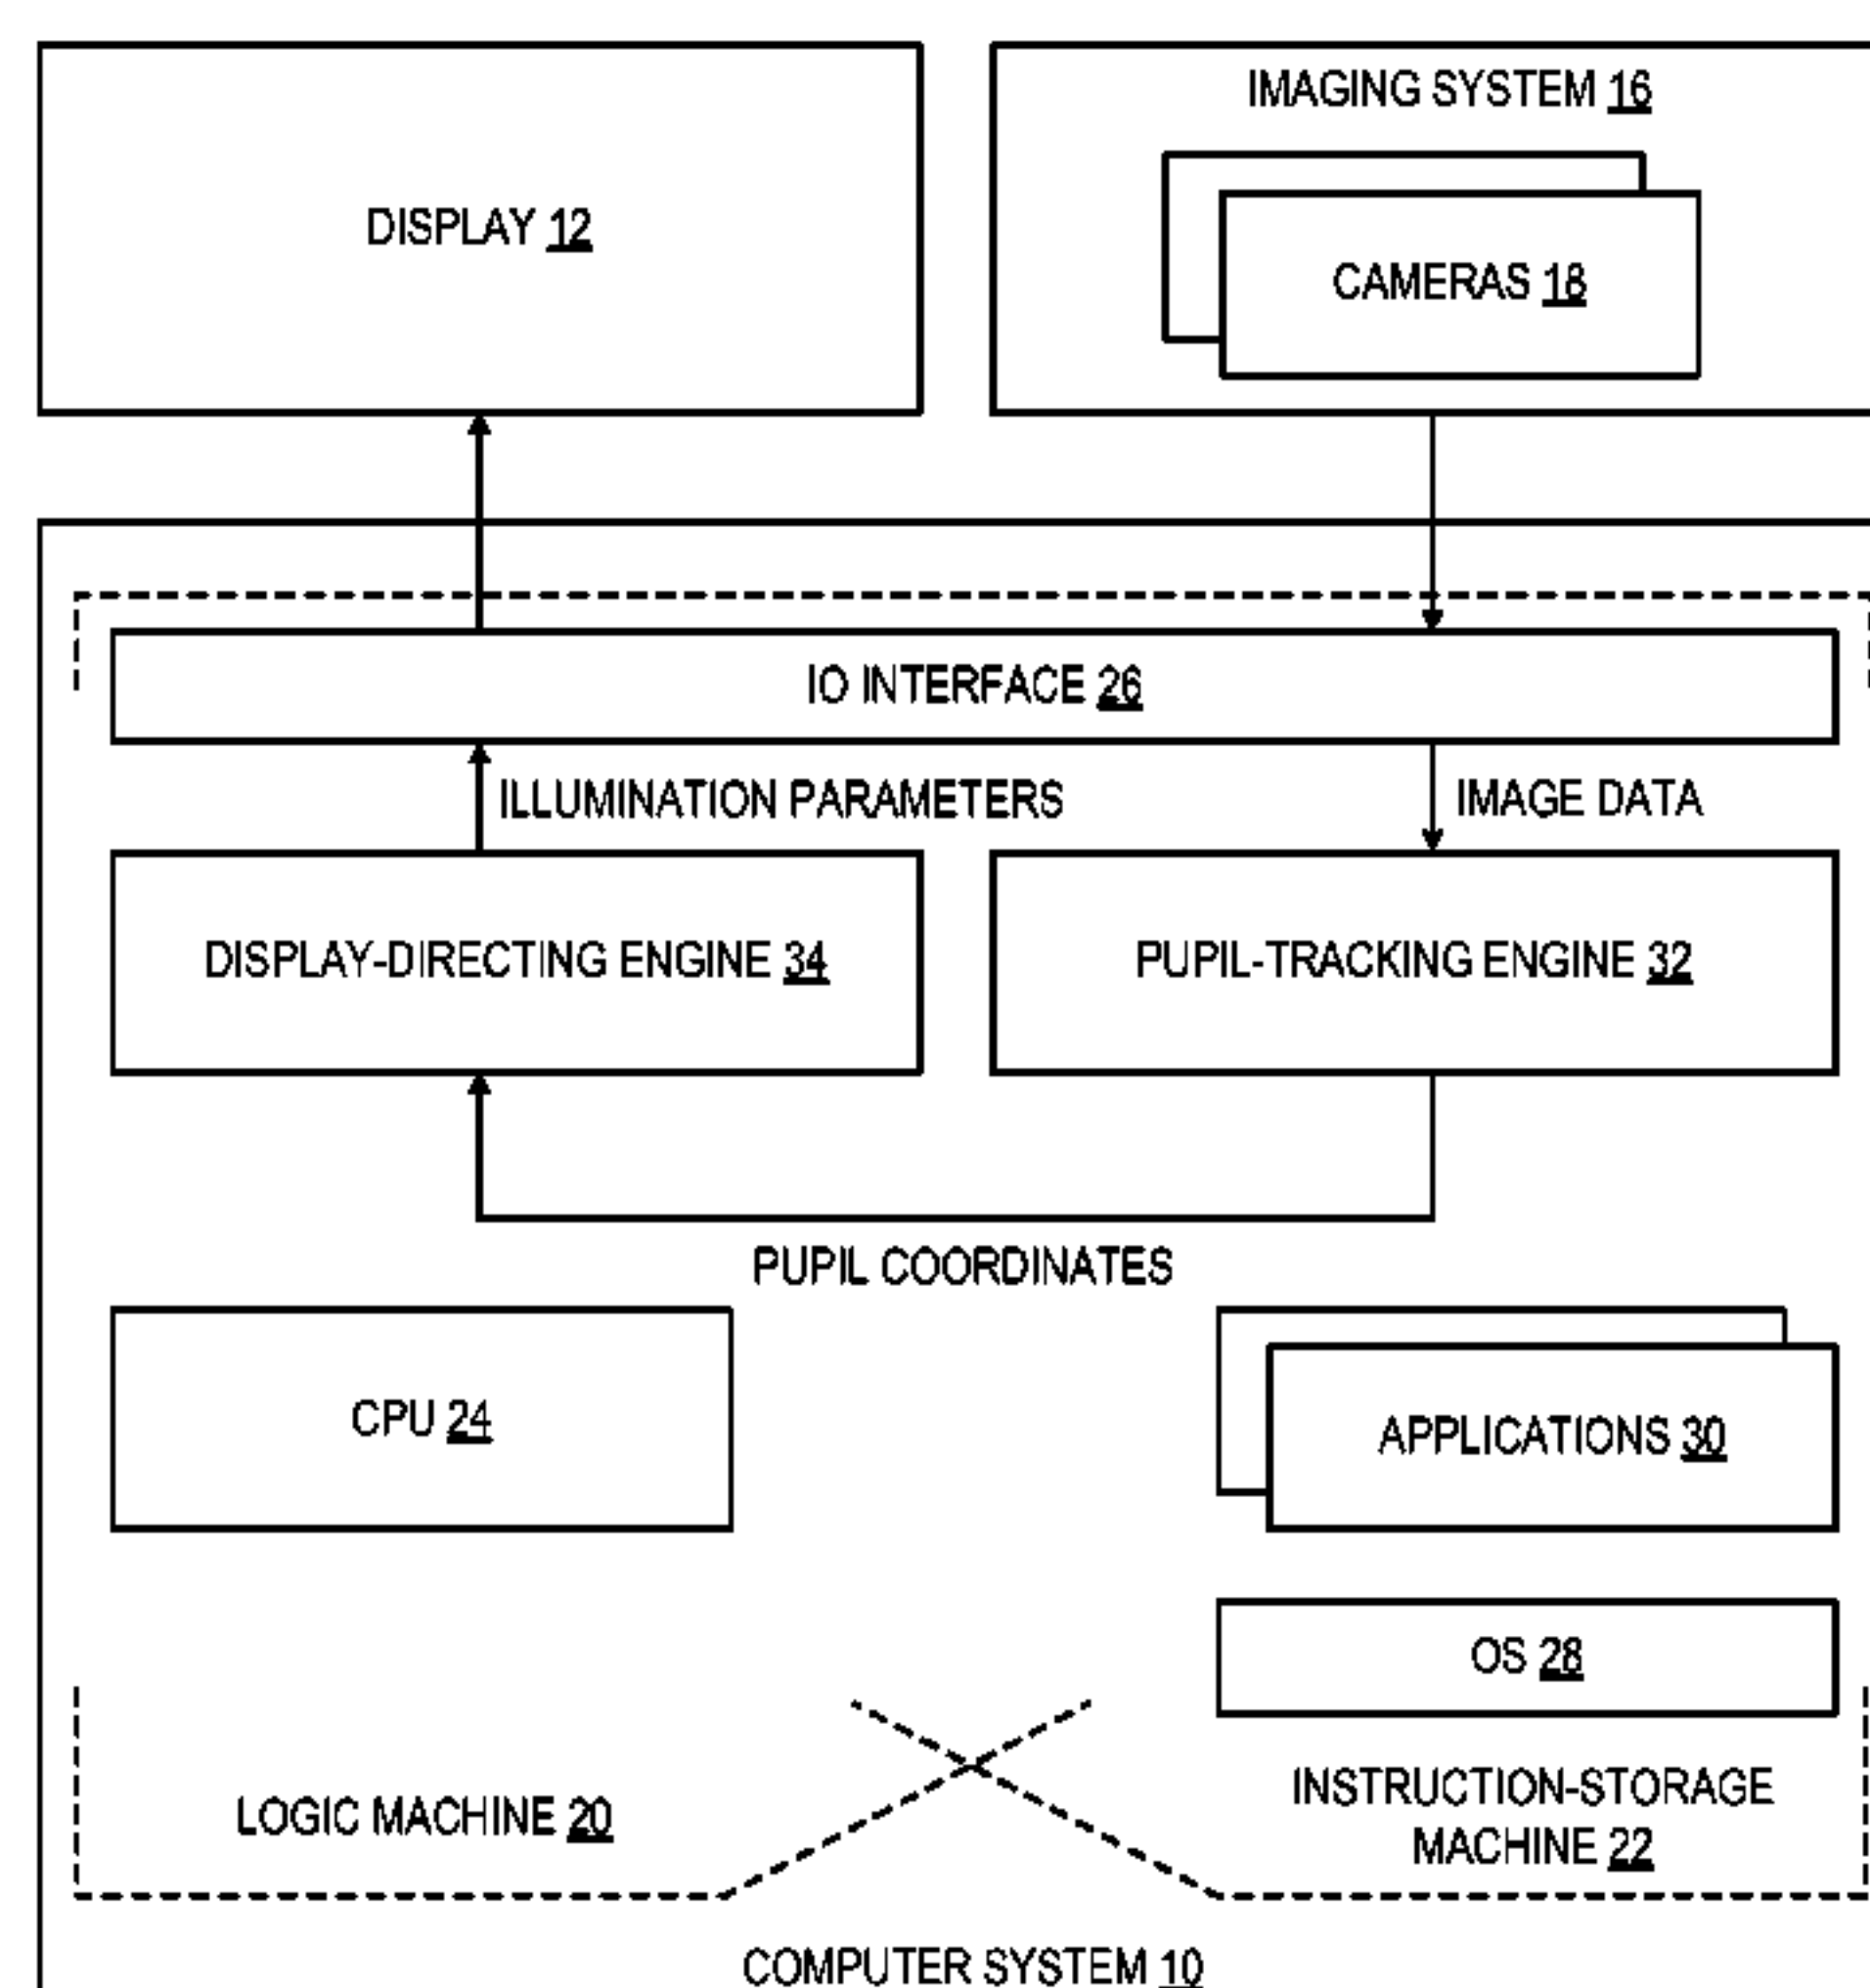 DISPLAY 12
IMAGING SYSTEM 16
CAMERAS 18
IO INTERFACE 26
ILLUMINATION PARAMETERS
IMAGE DATA
DISPLAY-DIRECTING ENGINE 34
PUPIL-TRACKING ENGINE 32
PUPIL COORDINATES
CPU 24
APPLICATIONS 30
OS 28
LOGIC MACHINE 20
INSTRUCTION-STORAGE
MACHINE 22
COMPUTER SYSTEM 10